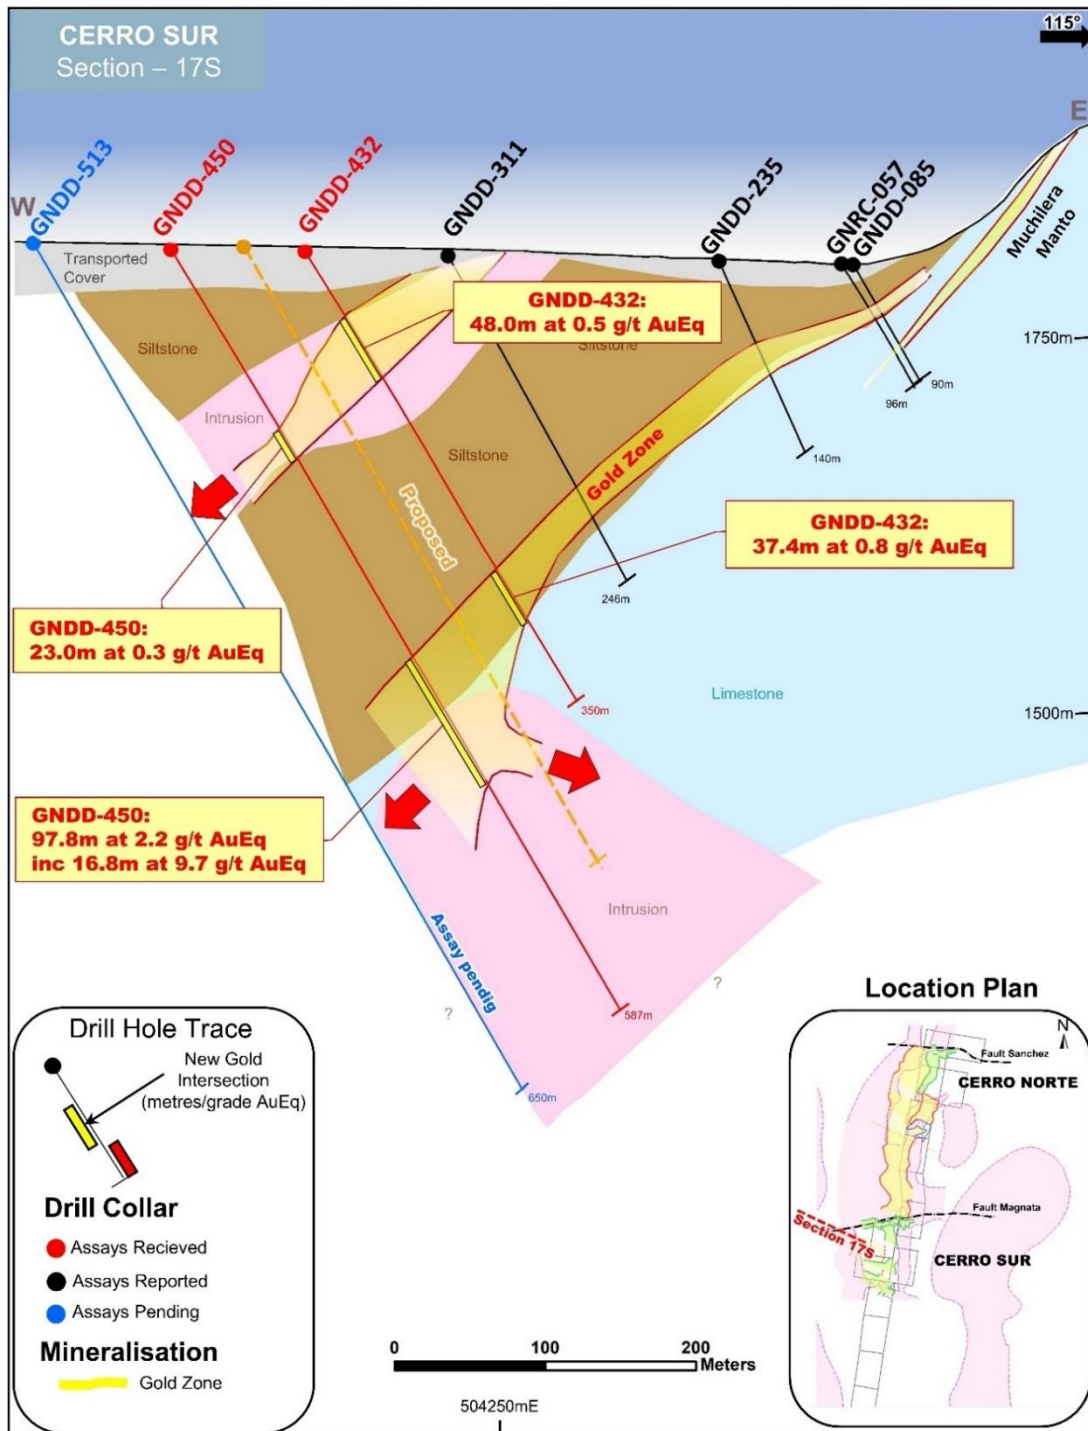 CERRO SUR
Section – 17S
115°
W
E
GNDD-513
GNDD-450
GNDD-432
GNDD-311
GNDD-235
GNRC-057
GNDD-085
Muchilera
Manto
Transported
Cover
GNDD-432:
48.0m at 0.5 g/t AuEq
Siltstone
Siltstone
1750m
90m
96m
Intrusion
Siltstone
Gold Zone
140m
Proposed
GNDD-432:
37.4m at 0.8 g/t AuEq
246m
GNDD-450:
23.0m at 0.3 g/t AuEq
Limestone
350m
1500m
GNDD-450:
97.8m at 2.2 g/t AuEq
inc 16.8m at 9.7 g/t AuEq
Intrusion
Assay pendig
?
?
587m
650m
Drill Hole Trace
New Gold
Intersection
(metres/grade AuEq)
Drill Collar
Assays Recieved
Assays Reported
Assays Pending
Mineralisation
Gold Zone
0 100 200
Meters
504250mE
Location Plan
N
Fault Sanchez
CERRO NORTE
Fault Magnata
Section 17S
CERRO SUR